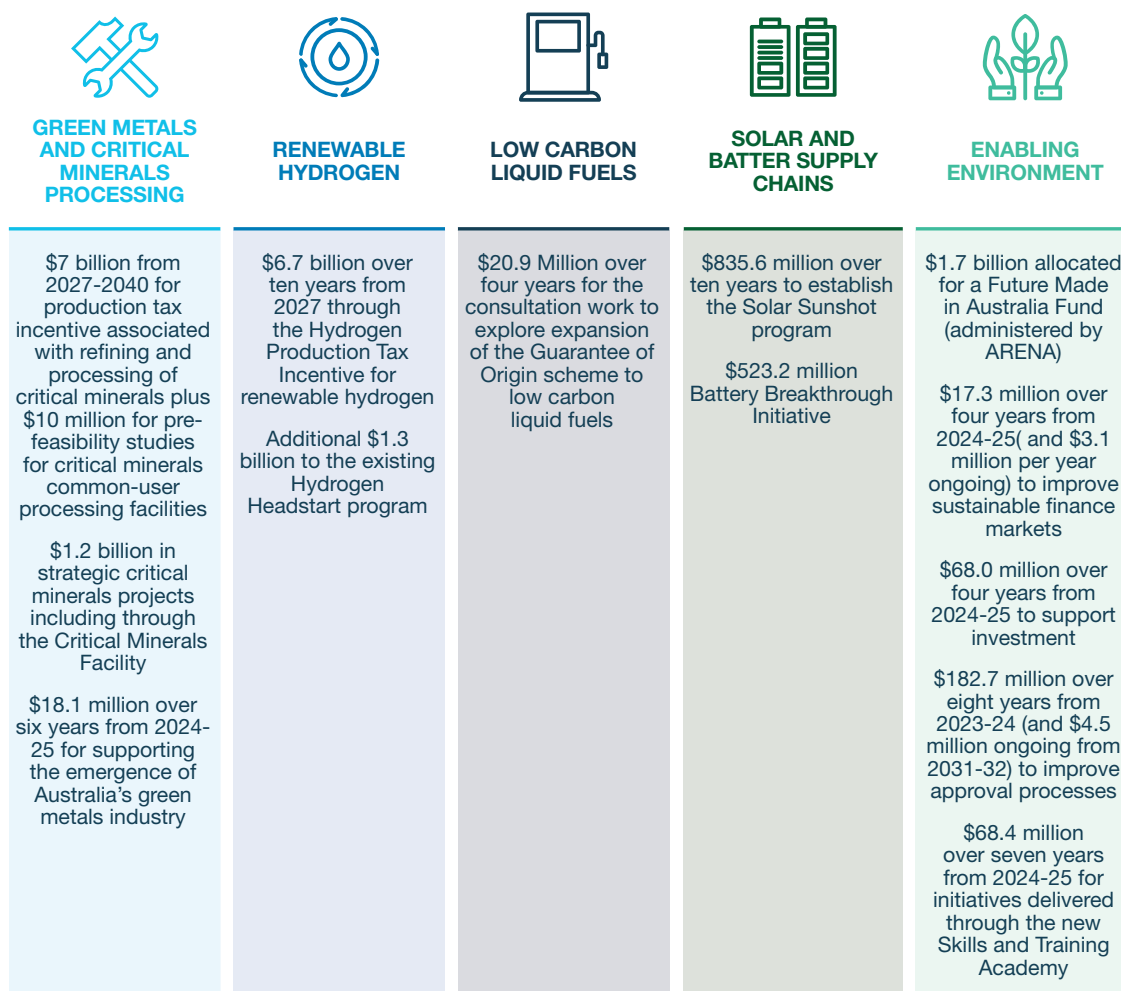 GREEN METALS
AND CRITICAL
MINERALS
PROCESSING
$7 billion from
2027-2040 for
production tax
incentive associated
with refining and
processing of
critical minerals plus
$10 million for pre-
feasibility studies
for critical minerals
common-user
processing facilities
$1.2 billion in
strategic critical
minerals projects
including through
the Critical Minerals
Facility
$18.1 million over
six years from 2024-
25 for supporting
the emergence of
Australia’s green
metals industry
RENEWABLE
HYDROGEN
$6.7 billion over
ten years from
2027 through
the Hydrogen
Production Tax
Incentive for
renewable hydrogen
Additional $1.3
billion to the existing
Hydrogen
Headstart program
LOW CARBON
LIQUID FUELS
$20.9 Million over
four years for the
consultation work to
explore expansion
of the Guarantee of
Origin scheme to
low carbon
liquid fuels
SOLAR AND
BATTER SUPPLY
CHAINS
$835.6 million over
ten years to establish
the Solar Sunshot
program
$523.2 million
Battery Breakthrough
Initiative
ENABLING
ENVIRONMENT
$1.7 billion allocated
for a Future Made
in Australia Fund
(administered by
ARENA)
$17.3 million over
four years from
2024-25( and $3.1
million per year
ongoing) to improve
sustainable finance
markets
$68.0 million over
four years from
2024-25 to support
investment
$182.7 million over
eight years from
2023-24 (and $4.5
million ongoing from
2031-32) to improve
approval processes
$68.4 million
over seven years
from 2024-25 for
initiatives delivered
through the new
Skills and Training
Academy